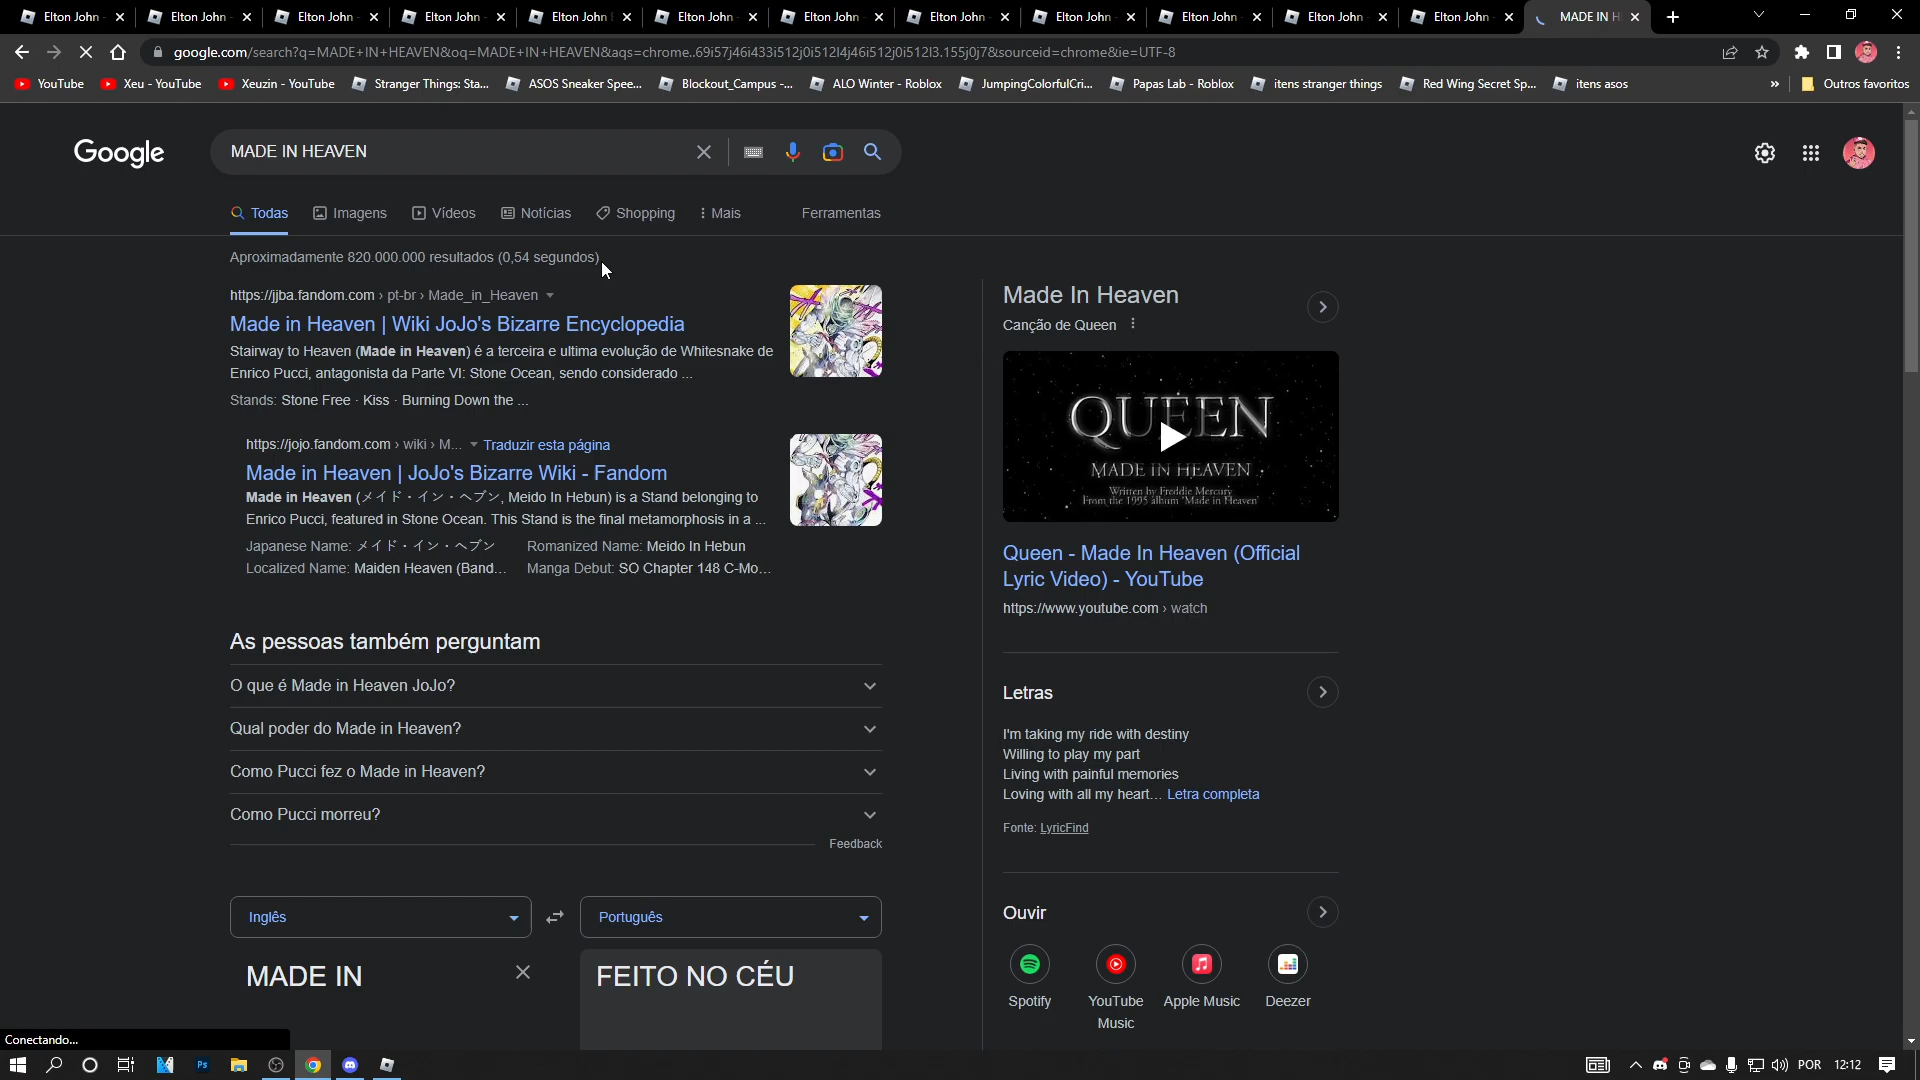 Elton John
Elton John
Elton John
Elton John
Elton John
Elton John
Elton John
Elton John
Elton John
Elton John
Elton John
Elton John
MADE IN H
google.com/search?q=MADE+IN+HEAVEN&oq=MADE+IN+HEAVEN&aqs=chrome..69i57j46i433i512j0i512l4j46i512j0i512l3.155j0j7&sourceid=chrome&ie=UTF-8
YouTube
Xeu - YouTube
Xeuzin - YouTube
Stranger Things: Sta...
ASOS Sneaker Spee...
Blockout_Campus -...
ALO Winter - Roblox
JumpingColorfulCri...
Papas Lab - Roblox
itens stranger things
Red Wing Secret Sp...
itens asos
»
Outros favoritos
Google
MADE IN HEAVEN
Todas
Imagens
Vídeos
Notícias
Shopping
Mais
Ferramentas
Aproximadamente 820.000.000 resultados (0,54 segundos)
https://jjba.fandom.com › pt-br › Made_in_Heaven
Made in Heaven | Wiki JoJo's Bizarre Encyclopedia
Stairway to Heaven (Made in Heaven) é a terceira e ultima evolução de Whitesnake de
Enrico Pucci, antagonista da Parte VI: Stone Ocean, sendo considerado ...
Stands: Stone Free · Kiss · Burning Down the ...
https://jojo.fandom.com › wiki › M... Traduzir esta página
Made in Heaven | JoJo's Bizarre Wiki - Fandom
Made in Heaven (メイド・イン・ヘブン, Meido In Hebun) is a Stand belonging to
Enrico Pucci, featured in Stone Ocean. This Stand is the final metamorphosis in a ...
Japanese Name: メイド・イン・ヘブン Romanized Name: Meido In Hebun
Localized Name: Maiden Heaven (Band... Manga Debut: SO Chapter 148 C-Mo...
As pessoas também perguntam
O que é Made in Heaven JoJo?
Qual poder do Made in Heaven?
Como Pucci fez o Made in Heaven?
Como Pucci morreu?
Feedback
Inglês
Português
MADE IN
FEITO NO CÉU
Made In Heaven
Canção de Queen
QUEEN
MADE IN HEAVEN
Written by Freddie Mercury
From the 1995 album 'Made in Heaven'
Queen - Made In Heaven (Official
Lyric Video) - YouTube
https://www.youtube.com › watch
Letras
I'm taking my ride with destiny
Willing to play my part
Living with painful memories
Loving with all my heart... Letra completa
Fonte: LyricFind
Ouvir
Spotify
YouTube
Music
Apple Music
Deezer
Conectando...
Ps
POR
12:12